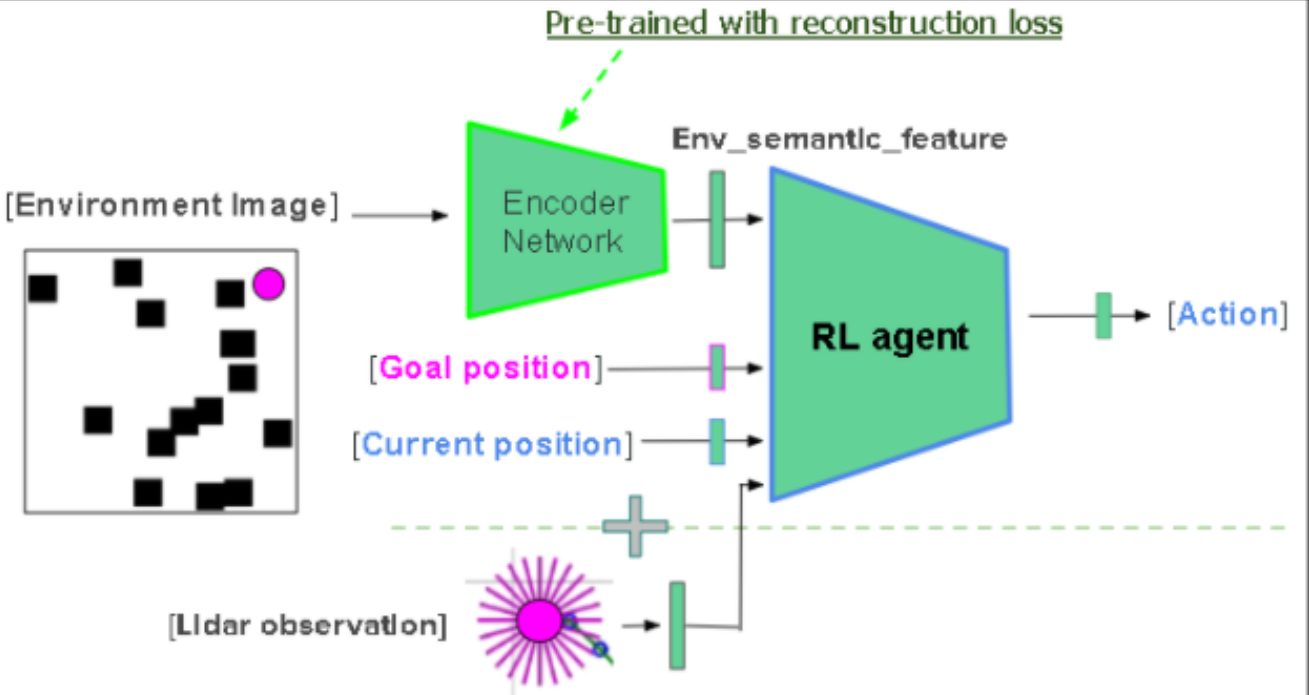 Pre-trained with reconstruction loss
Env_semantic_feature
[Environment Image]
Encoder
Network
RL agent
[Action]
[Goal position]
[Current position]
[Lidar observation]